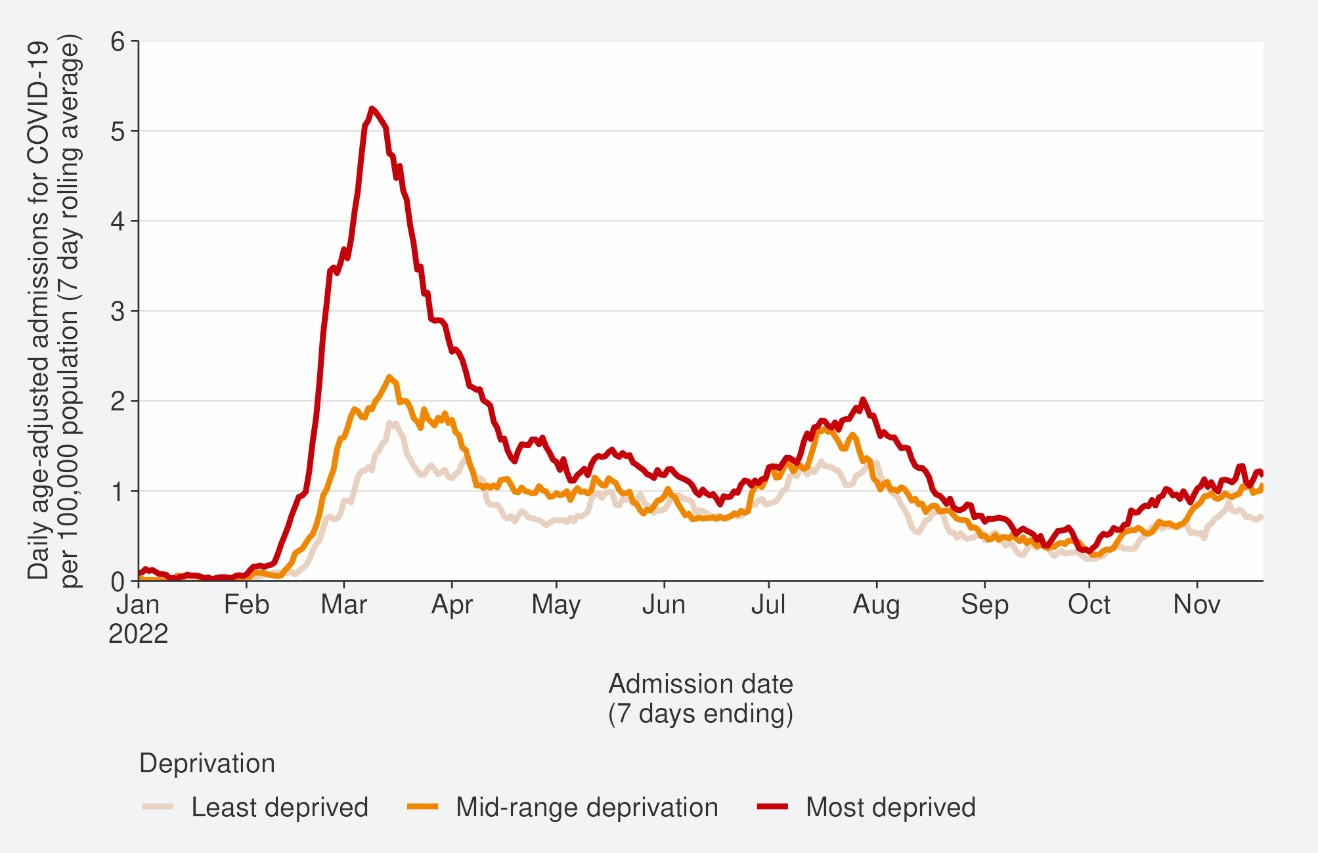 Daily age-adjusted admissions for COVID-19
per 100,000 population (7 day rolling average)
6
5
4
3
2
1
0
Jan Feb Mar Apr May Jun Jul Aug Sep Oct Nov
2022
Admission date
(7 days ending)
Deprivation
Least deprived Mid-range deprivation Most deprived